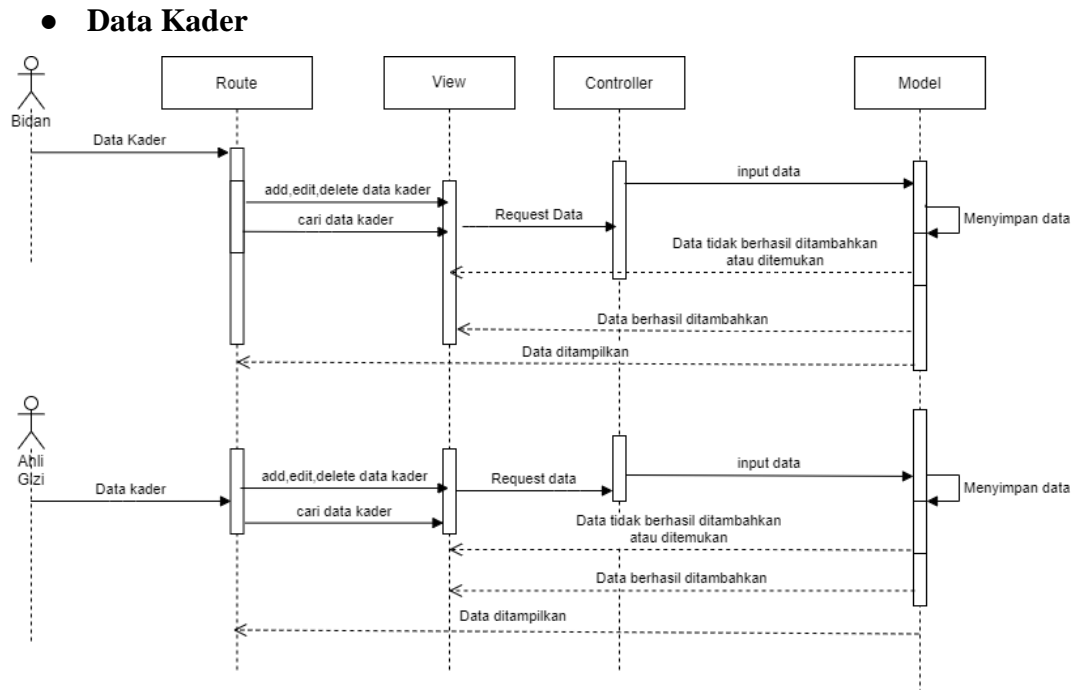 ● Data Kader
Route
View
Controller
Model
Bidan
Data Kader
input data
add,edit,delete data kader
cari data kader
Request Data
Menyimpan data
Data tidak berhasil ditambahkan
atau ditemukan
Data berhasil ditambahkan
Data ditampilkan
Ahli
Gizi
Data kader
add,edit,delete data kader
cari data kader
Request data
input data
Menyimpan data
Data tidak berhasil ditambahkan
atau ditemukan
Data berhasil ditambahkan
Data ditampilkan